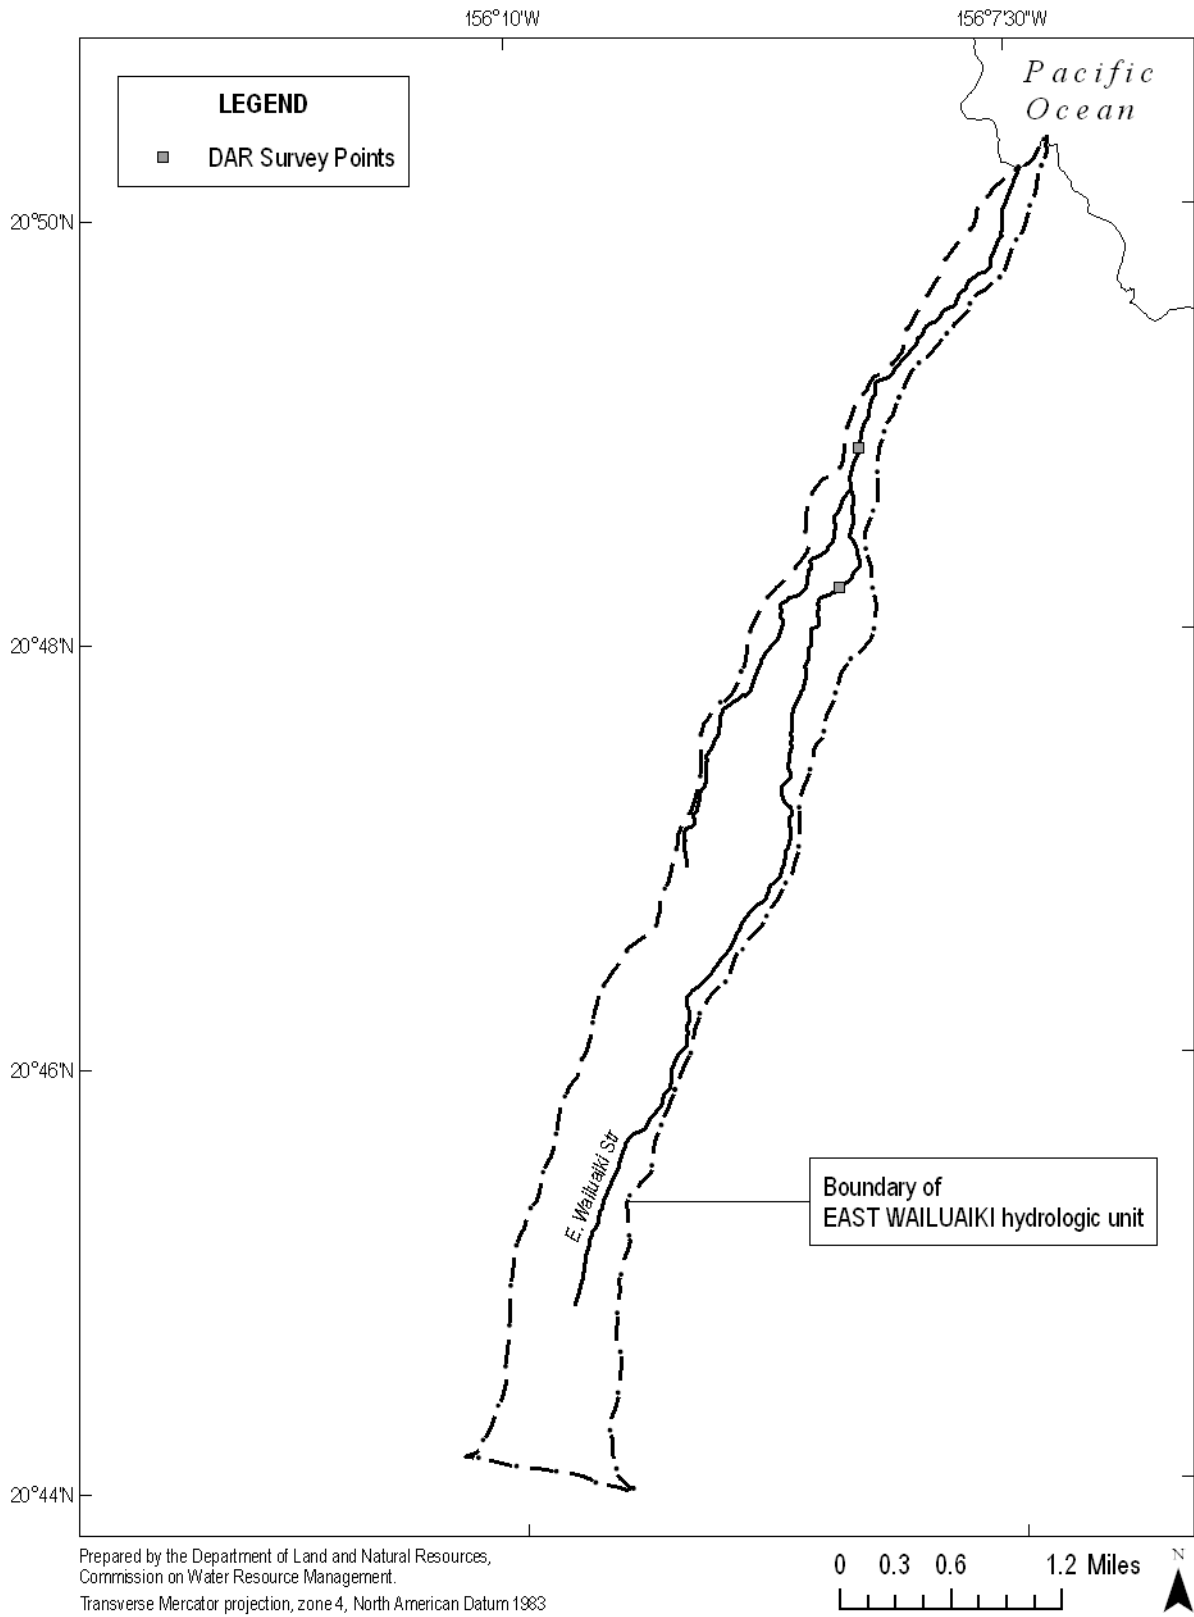 156°10'W
156°7'30"W
Pacific
Ocean
LEGEND
DAR Survey Points
20°50'N
20°48'N
20°46'N
E. Wailuaiki Str
Boundary of
EAST WAILUAIKI hydrologic unit
20°44'N
Prepared by the Department of Land and Natural Resources,
Commission on Water Resource Management.
Transverse Mercator projection, zone 4, North American Datum 1983
0 0.3 0.6 1.2 Miles
N